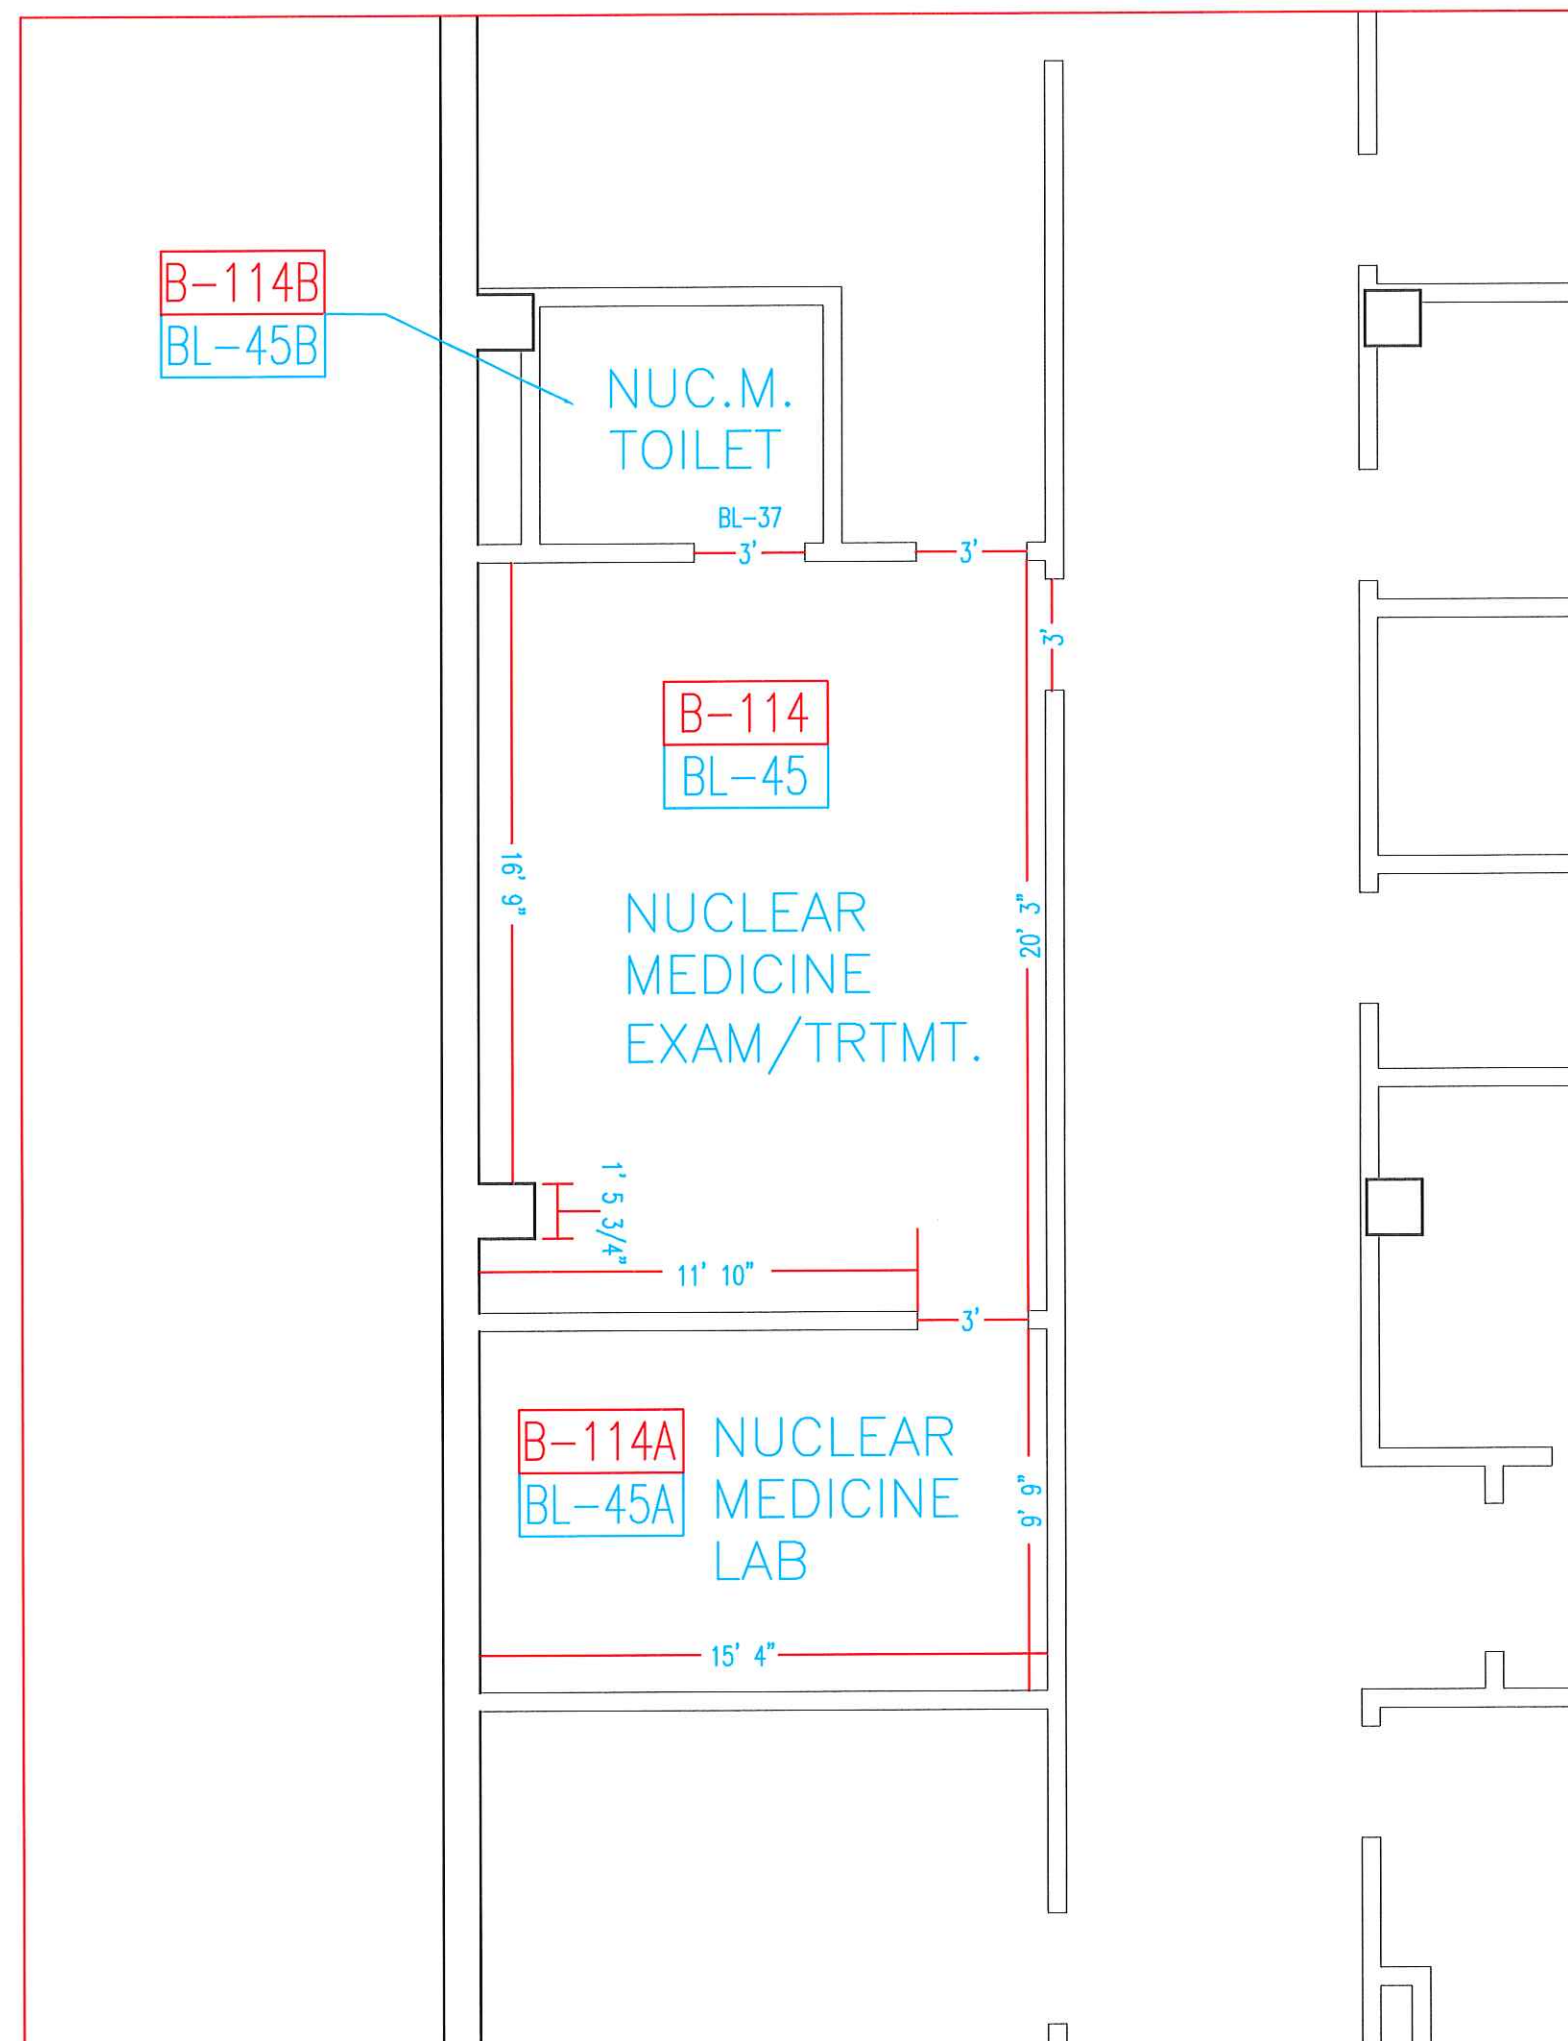 B-114B
BL-45B
NUC.M.
TOILET
BL-37
3'
3'
3'
B-114
BL-45
16' 9"
20' 3"
NUCLEAR
MEDICINE
EXAM/TRTMT.
1' 5 3/4"
11' 10"
3'
B-114A
BL-45A
NUCLEAR
MEDICINE
LAB
9' 9"
15' 4"